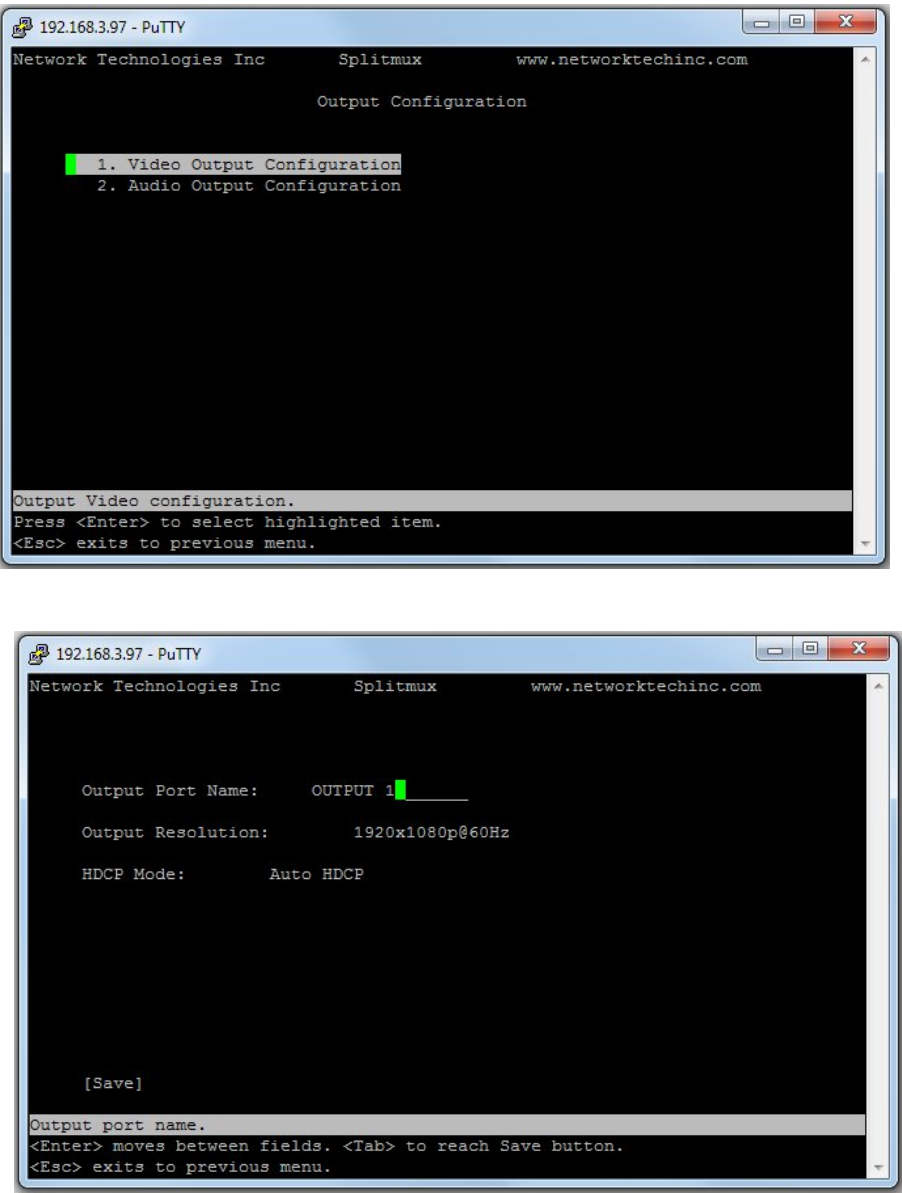 192.168.3.97 - PuTTY
Network Technologies Inc Splitmux www.networktechinc.com
Output Configuration
1. Video Output Configuration
2. Audio Output Configuration
Output Video configuration.
Press <Enter> to select highlighted item.
<Esc> exits to previous menu.
192.168.3.97 - PuTTY
Network Technologies Inc Splitmux www.networktechinc.com
Output Port Name: OUTPUT 1
Output Resolution: 1920x1080p@60Hz
HDCP Mode: Auto HDCP
[Save]
Output port name.
<Enter> moves between fields. <Tab> to reach Save button.
<Esc> exits to previous menu.